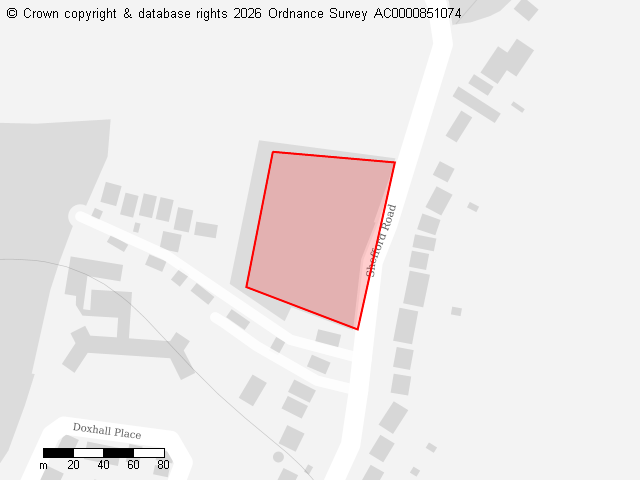 © Crown copyright & database rights 2026 Ordnance Survey AC0000851074
Shefford Road
Doxhall Place
m 20 40 60 80